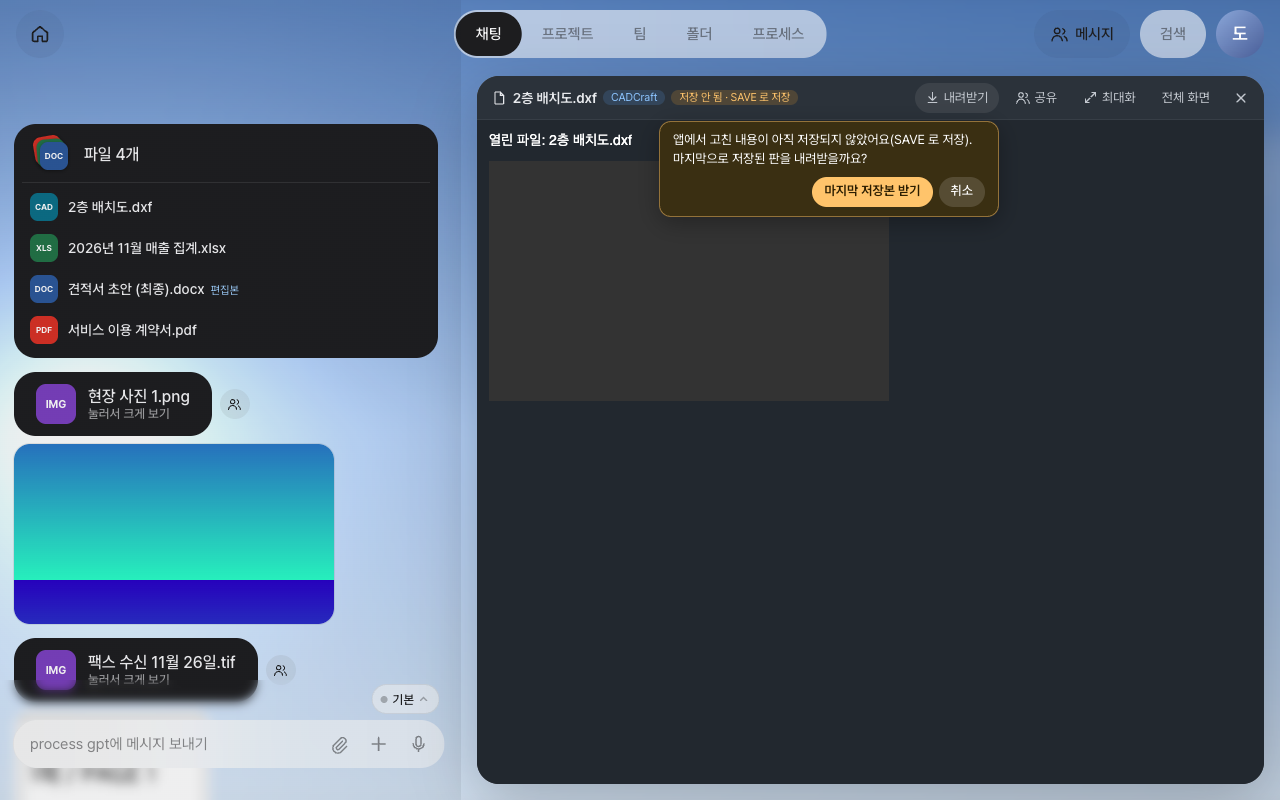 채팅
프로젝트
팀
폴더
프로세스
메시지
검색
도
DOC
파일 4개
CAD
2층 배치도.dxf
XLS
2026년 11월 매출 집계.xlsx
DOC
견적서 초안 (최종).docx 편집본
PDF
서비스 이용 계약서.pdf
IMG
현장 사진 1.png
눌러서 크게 보기
IMG
팩스 수신 11월 26일.tif
눌러서 크게 보기
기본
process gpt에 메시지 보내기
2층 배치도.dxf CADCraft 저장 안 됨 · SAVE 로 저장
내려받기
공유
최대화
전체 화면
열린 파일: 2층 배치도.dxf
앱에서 고친 내용이 아직 저장되지 않았어요(SAVE 로 저장).
마지막으로 저장된 판을 내려받을까요?
마지막 저장본 받기
취소